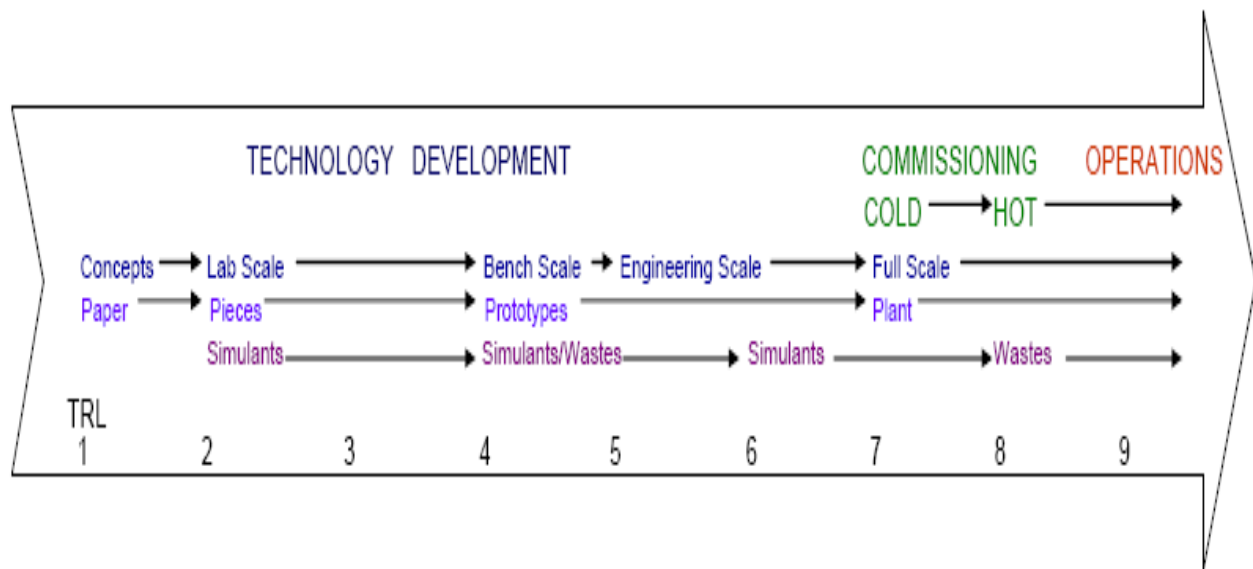 TECHNOLOGY DEVELOPMENT COMMISSIONING OPERATIONS
COLD HOT
Concepts Lab Scale Bench Scale Engineering Scale Full Scale
Paper Pieces Prototypes Plant
Simulants Simulants/Wastes Simulants Wastes
TRL
1 2 3 4 5 6 7 8 9